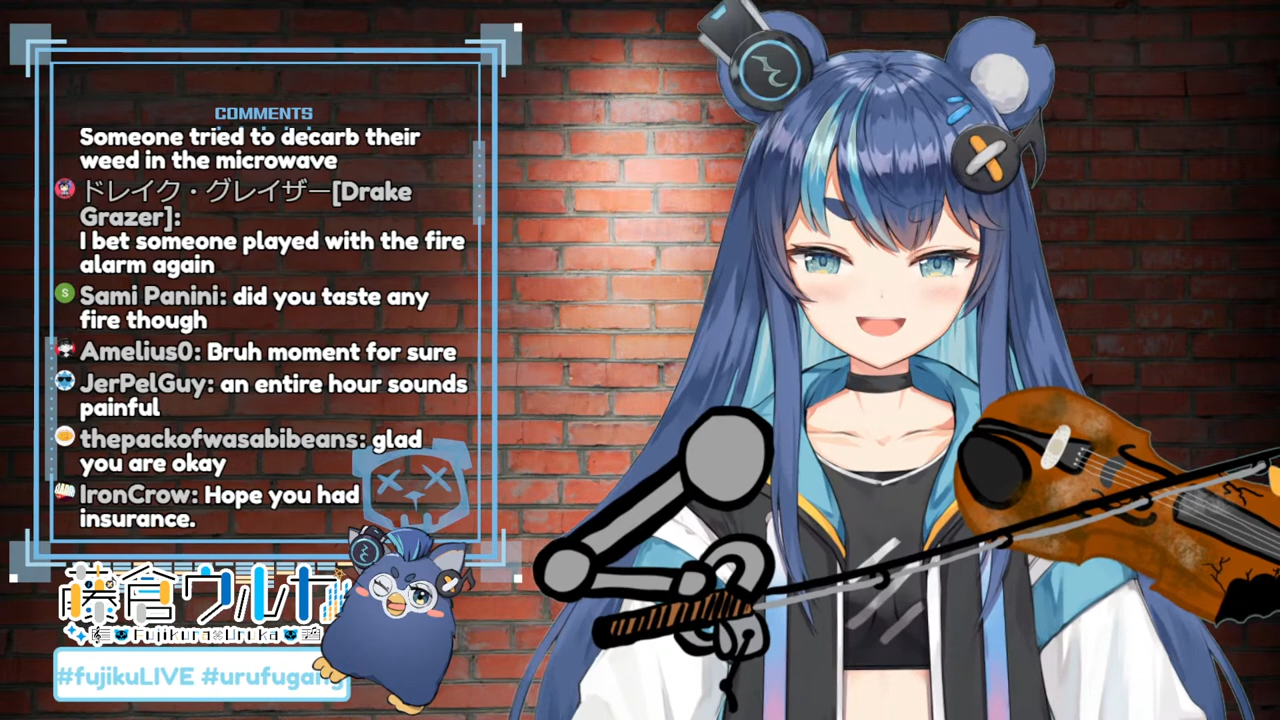 COMMENTS
Someone tried to decarb their
weed in the microwave
ドレイク・グレイザー[Drake
Grazer]:
I bet someone played with the fire
alarm again
S
Sami Panini: did you taste any
fire though
Amelius0: Bruh moment for sure
JerPelGuy: an entire hour sounds
painful
thepackofwasabibeans: glad
you are okay
IronCrow: Hope you had
insurance.
藤倉ウルカ
Fujikura Uruka
#fujikuLIVE #urufugang